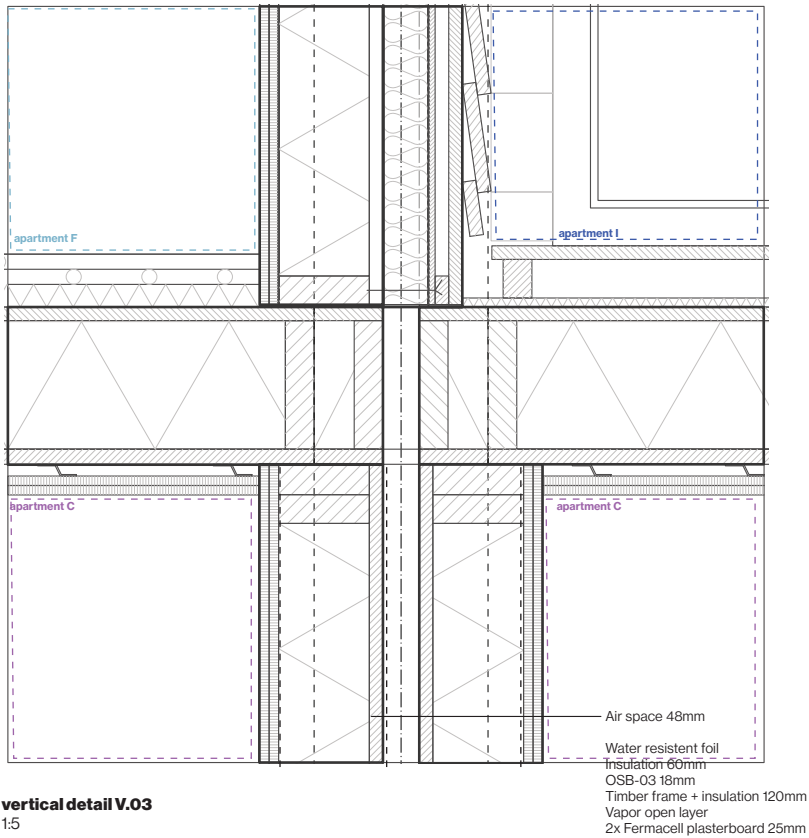 apartment F
apartment I
apartment C
apartment C
Air space 48mm
Water resistent foil
Insulation 60mm
OSB-03 18mm
Timber frame + insulation 120mm
Vapor open layer
2x Fermacell plasterboard 25mm
vertical detail V.03
1:5